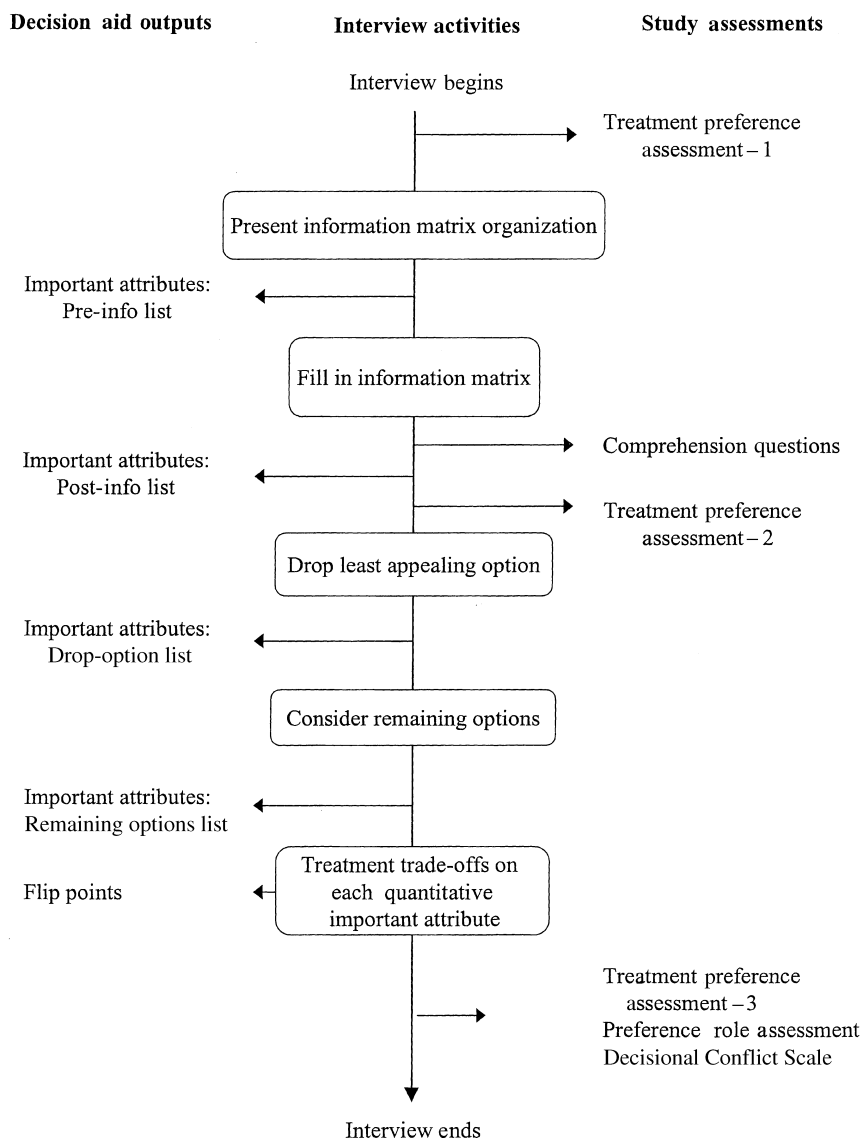 Decision aid outputs
Interview activities
Study assessments
Interview begins
Treatment preference
assessment – 1
Present information matrix organization
Important attributes:
Pre-info list
Fill in information matrix
Comprehension questions
Important attributes:
Post-info list
Treatment preference
assessment – 2
Drop least appealing option
Important attributes:
Drop-option list
Consider remaining options
Important attributes:
Remaining options list
Treatment trade-offs on
each quantitative
important attribute
Flip points
Treatment preference
assessment –3
Preference role assessment
Decisional Conflict Scale
Interview ends